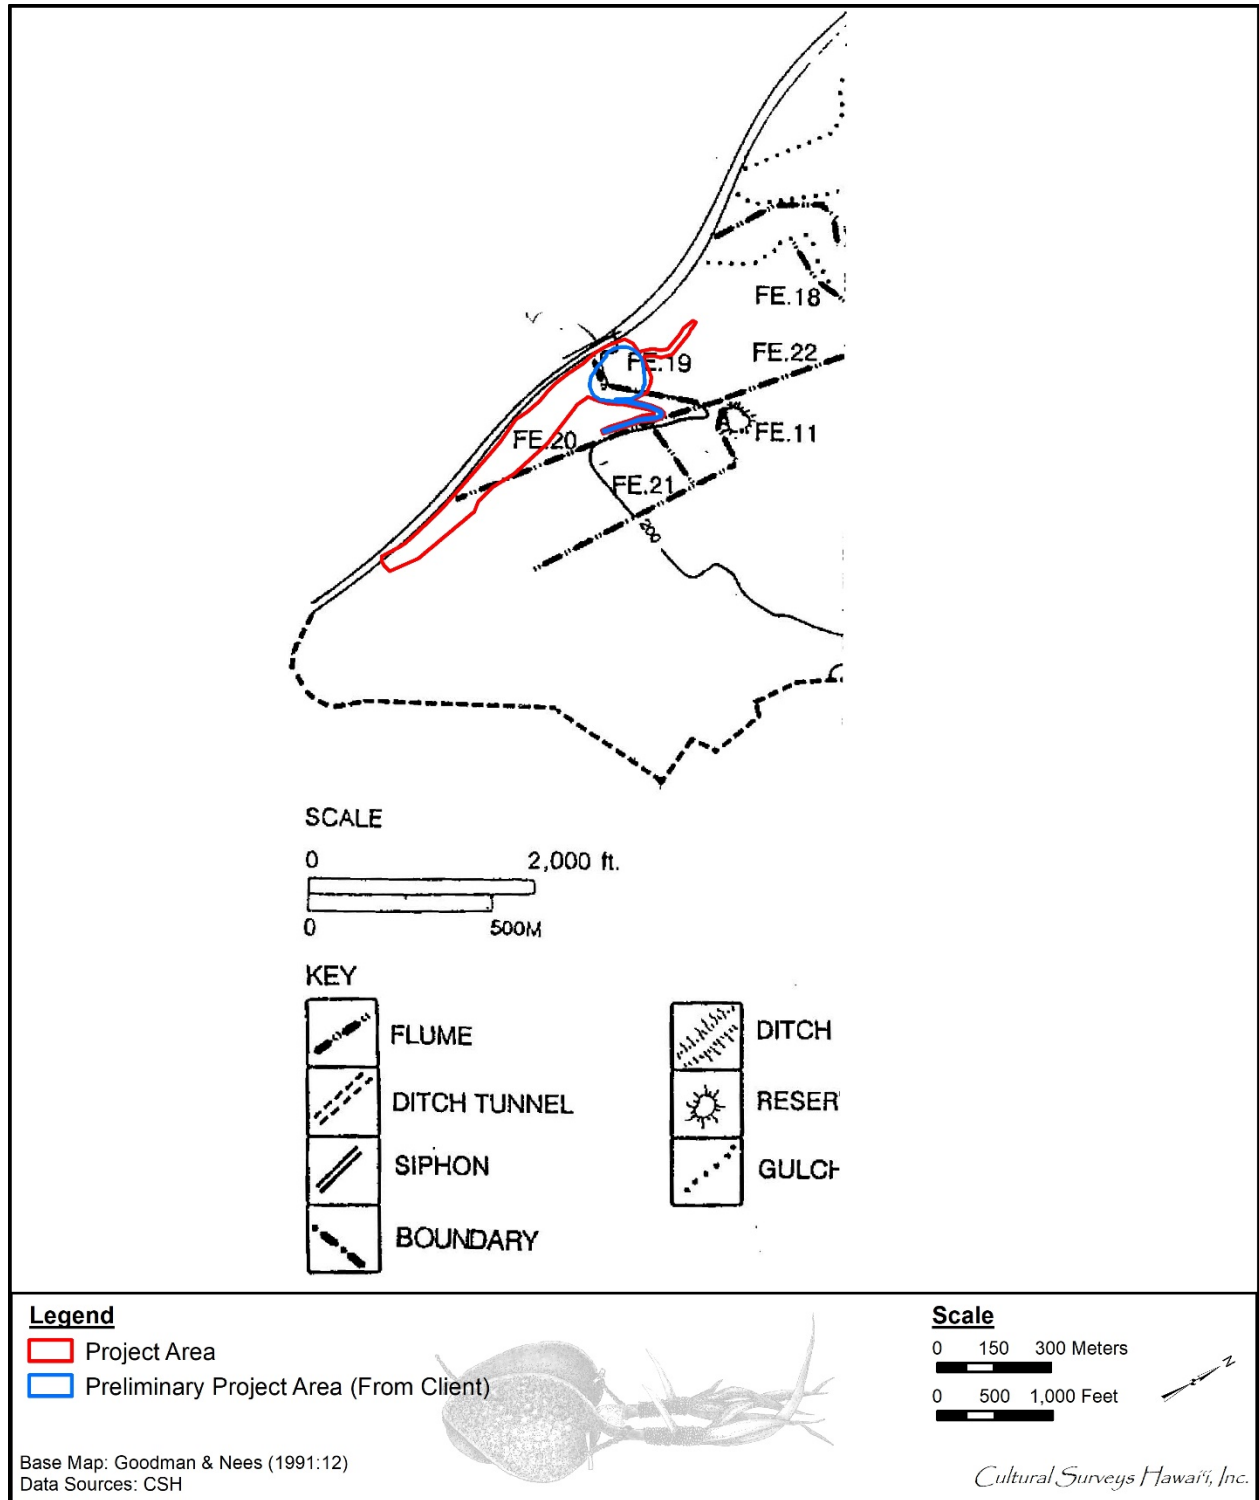 FE.18
FE.22
FE.19
FE.11
FE.20
FE.21
200
SCALE
0 2,000 ft.
0 500M
KEY
FLUME
DITCH TUNNEL
SIPHON
BOUNDARY
DITCH
RESER
GULCH
Legend
Project Area
Preliminary Project Area (From Client)
Base Map: Goodman & Nees (1991:12)
Data Sources: CSH
Scale
0 150 300 Meters
0 500 1,000 Feet
N
Cultural Surveys Hawai‘i, Inc.